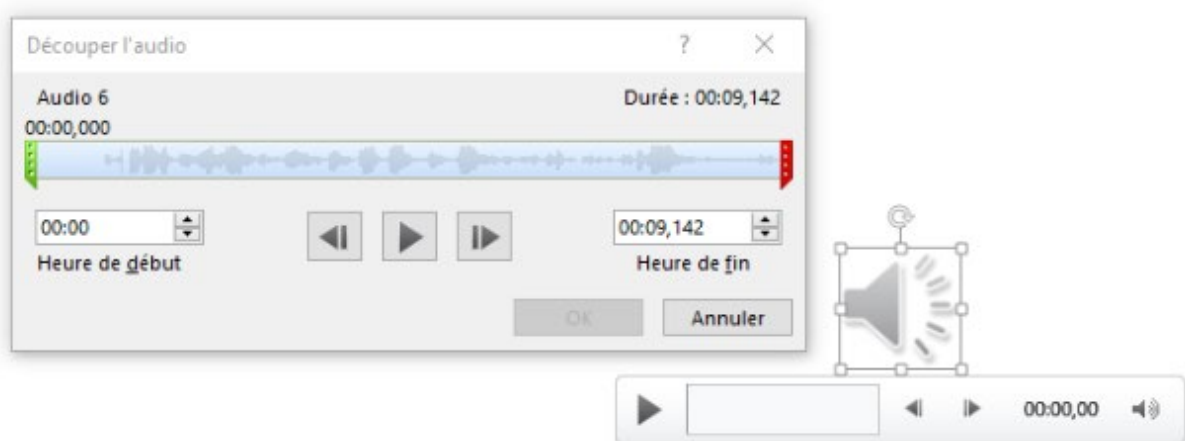 Découper l'audio ?
Audio 6 Durée : 00:09,142
00:00,000
00:00 00:09,142
Heure de début Heure de fin
OK Annuler
00:00,00